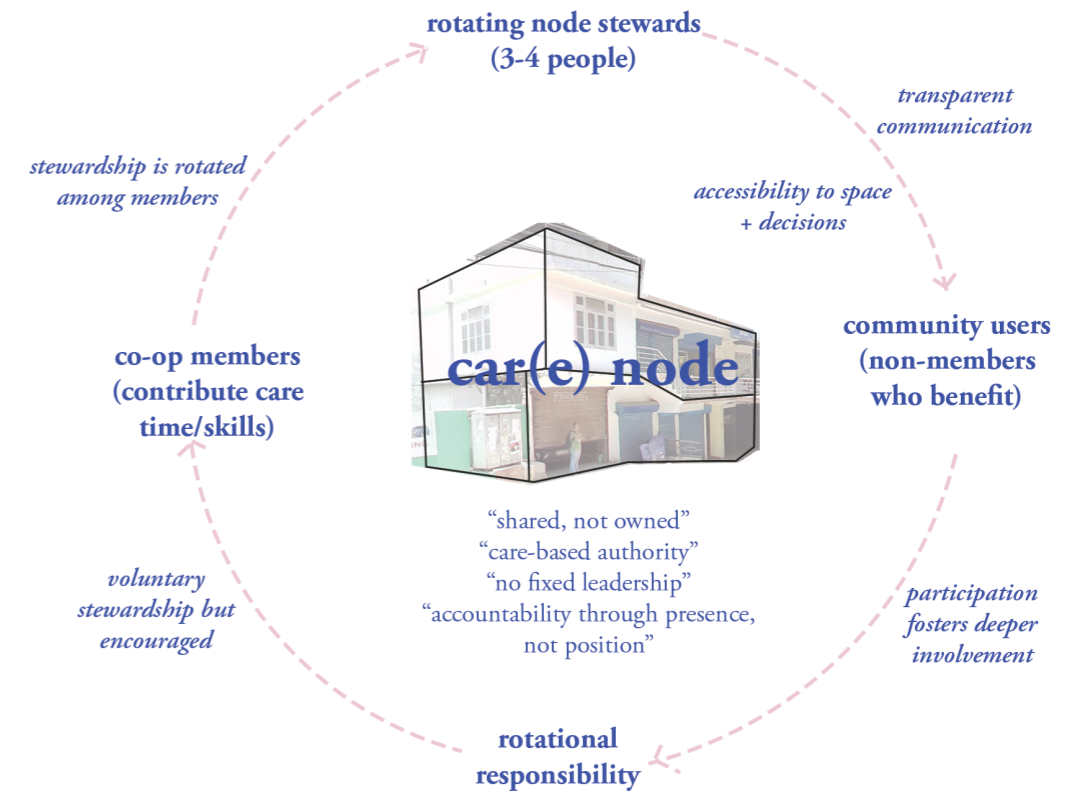 rotating node stewards
(3-4 people)
transparent
communication
stewardship is rotated
among members
accessibility to space
+ decisions
community users
(non-members
who benefit)
co-op members
(contribute care
time/skills)
car(e) node
“shared, not owned”
“care-based authority”
“no fixed leadership”
“accountability through presence,
not position”
voluntary
stewardship but
encouraged
participation
fosters deeper
involvement
rotational
responsibility